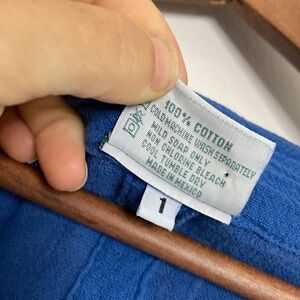 100% COTTON
COLD MACHINE WASH SEPARATELY
MILD SOAP ONLY
NON CHLORINE BLEACH
COOL TUMBLE DRY
MADE IN MEXICO
1